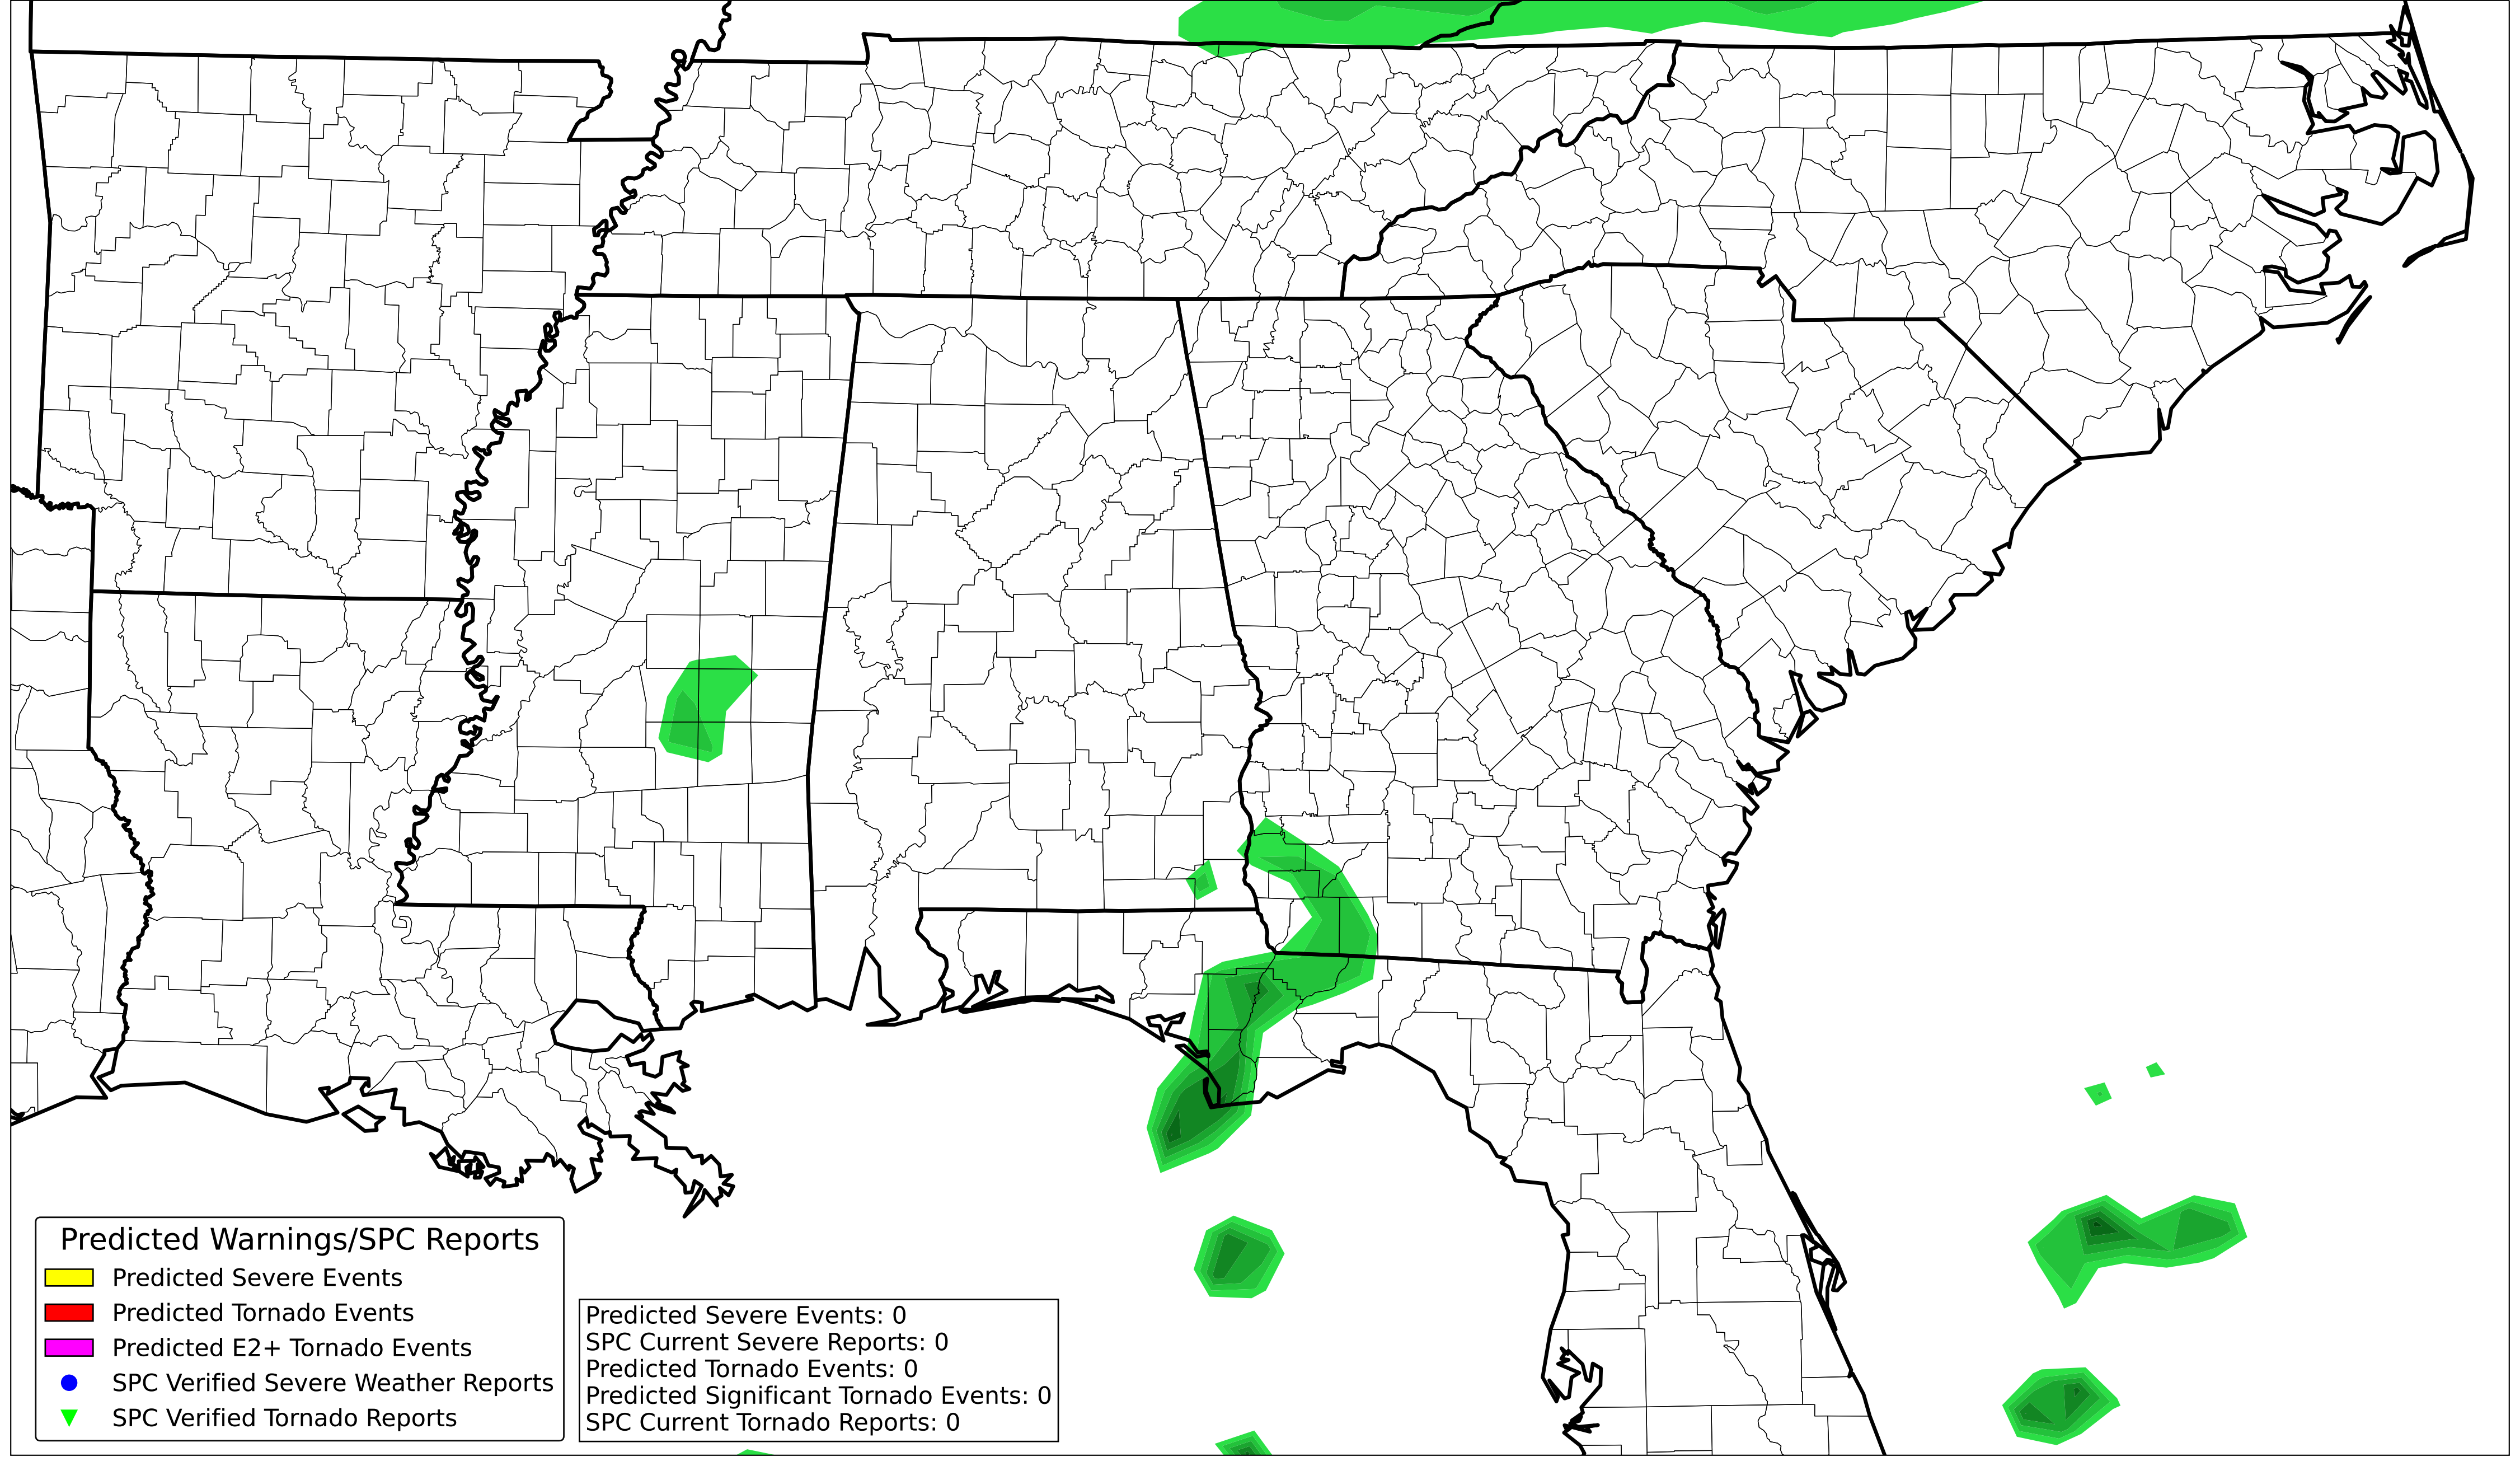 Predicted Warnings/SPC Reports
Predicted Severe Events
Predicted Tornado Events
Predicted E2+ Tornado Events
SPC Verified Severe Weather Reports
SPC Verified Tornado Reports
Predicted Severe Events: 0
SPC Current Severe Reports: 0
Predicted Tornado Events: 0
Predicted Significant Tornado Events: 0
SPC Current Tornado Reports: 0